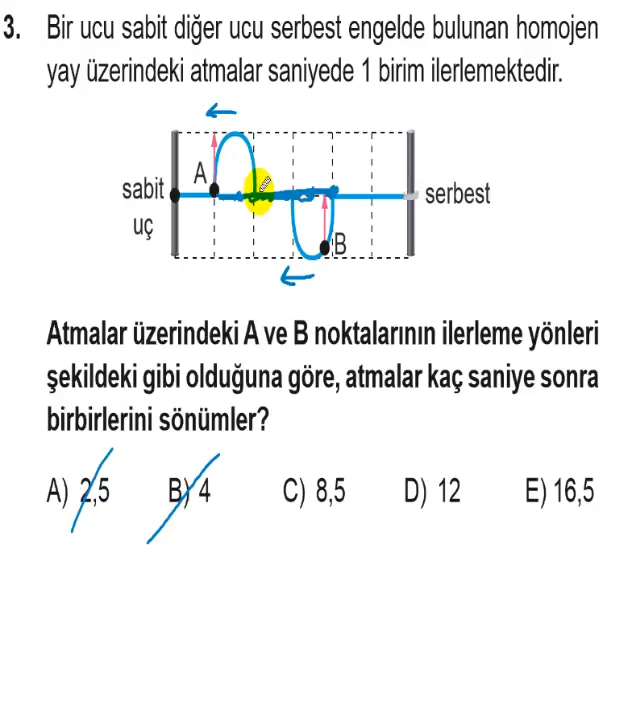 3. Bir ucu sabit diğer ucu serbest engelde bulunan homojen
yay üzerindeki atmalar saniyede 1 birim ilerlemektedir.
A
sabit
uç
serbest
B
Atmalar üzerindeki A ve B noktalarının ilerleme yönleri
şekildeki gibi olduğuna göre, atmalar kaç saniye sonra
birbirlerini sönümler?
A) 2,5 B) 4 C) 8,5 D) 12 E) 16,5